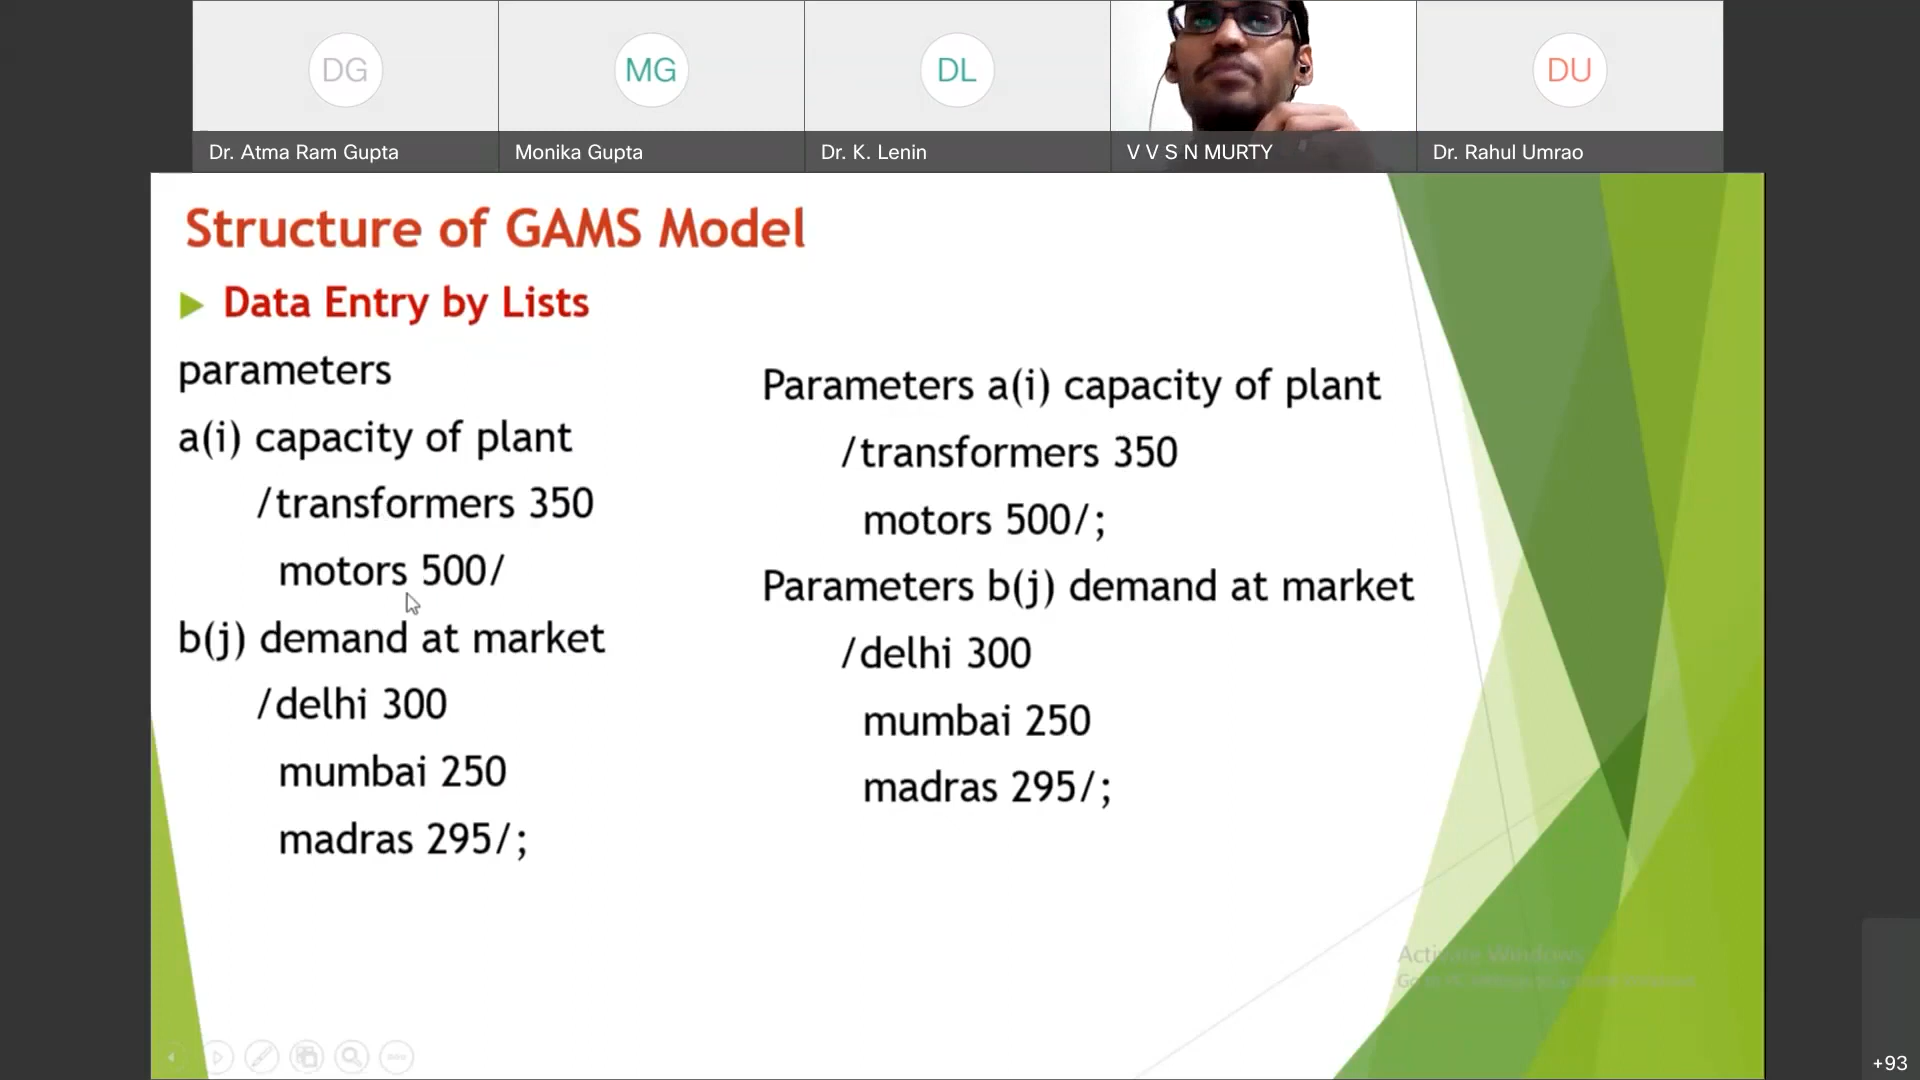 DG
MG
DL
DU
Dr. Atma Ram Gupta
Monika Gupta
Dr. K. Lenin
V V S N MURTY
Dr. Rahul Umrao
Structure of GAMS Model
Data Entry by Lists
parameters
a(i) capacity of plant
/transformers 350
motors 500/
b(j) demand at market
/delhi 300
mumbai 250
madras 295/;
Parameters a(i) capacity of plant
/transformers 350
motors 500/;
Parameters b(j) demand at market
/delhi 300
mumbai 250
madras 295/;
Activate Windows
+93